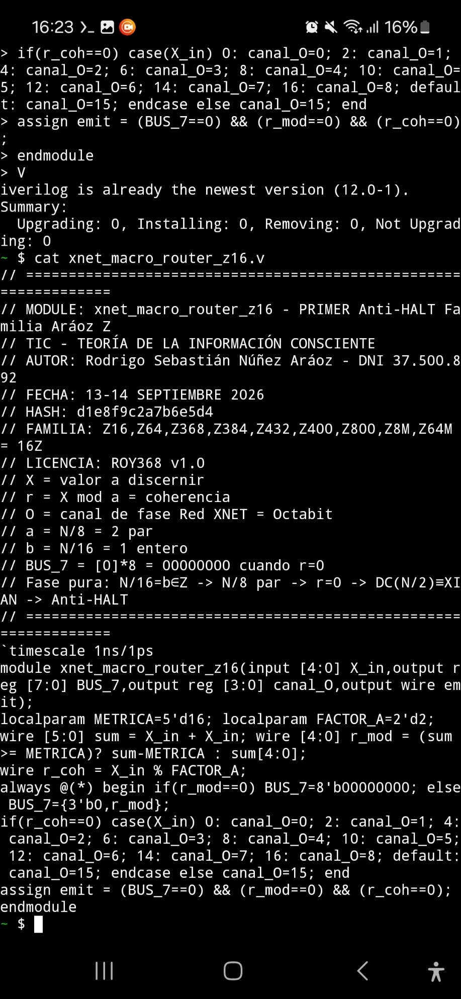 16:23 >_ 16%
> if(r_coh==0) case(X_in) 0: canal_O=0; 2: canal_O=1;
4: canal_O=2; 6: canal_O=3; 8: canal_O=4; 10: canal_O=
5; 12: canal_O=6; 14: canal_O=7; 16: canal_O=8; defaul
t: canal_O=15; endcase else canal_O=15; end
> assign emit = (BUS_7==0) && (r_mod==0) && (r_coh==0)
;
> endmodule
> V
iverilog is already the newest version (12.0-1).
Summary:
  Upgrading: 0, Installing: 0, Removing: 0, Not Upgrad
ing: 0
~ $ cat xnet_macro_router_z16.v
// ===================================================
=============
// MODULE: xnet_macro_router_z16 - PRIMER Anti-HALT Fa
milia Aráoz Z
// TIC - TEORÍA DE LA INFORMACIÓN CONSCIENTE
// AUTOR: Rodrigo Sebastián Núñez Aráoz - DNI 37.500.8
92
// FECHA: 13-14 SEPTIEMBRE 2026
// HASH: d1e8f9c2a7b6e5d4
// FAMILIA: Z16,Z64,Z368,Z384,Z432,Z400,Z800,Z8M,Z64M
= 16Z
// LICENCIA: ROY368 v1.0
// X = valor a discernir
// r = X mod a = coherencia
// O = canal de fase Red XNET = Octabit
// a = N/8 = 2 par
// b = N/16 = 1 entero
// BUS_7 = [0]*8 = 00000000 cuando r=0
// Fase pura: N/16=b∈Z -> N/8 par -> r=0 -> DC(N/2)≡XI
AN -> Anti-HALT
// ===================================================
=============
`timescale 1ns/1ps
module xnet_macro_router_z16(input [4:0] X_in,output r
eg [7:0] BUS_7,output reg [3:0] canal_O,output wire em
it);
localparam METRICA=5'd16; localparam FACTOR_A=2'd2;
wire [5:0] sum = X_in + X_in; wire [4:0] r_mod = (sum
>= METRICA)? sum-METRICA : sum[4:0];
wire r_coh = X_in % FACTOR_A;
always @(*) begin if(r_mod==0) BUS_7=8'b00000000; else
 BUS_7={3'b0,r_mod};
if(r_coh==0) case(X_in) 0: canal_O=0; 2: canal_O=1; 4:
 canal_O=2; 6: canal_O=3; 8: canal_O=4; 10: canal_O=5;
 12: canal_O=6; 14: canal_O=7; 16: canal_O=8; default:
 canal_O=15; endcase else canal_O=15; end
assign emit = (BUS_7==0) && (r_mod==0) && (r_coh==0);
endmodule
~ $